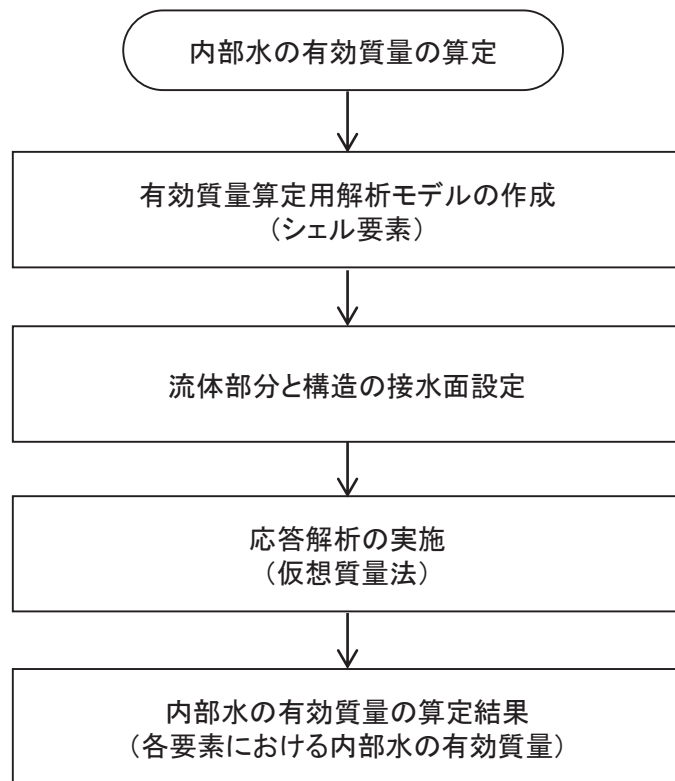 内部水の有効質量の算定
有効質量算定用解析モデルの作成
（シェル要素）
流体部分と構造の接水面設定
応答解析の実施
（仮想質量法）
内部水の有効質量の算定結果
（各要素における内部水の有効質量）